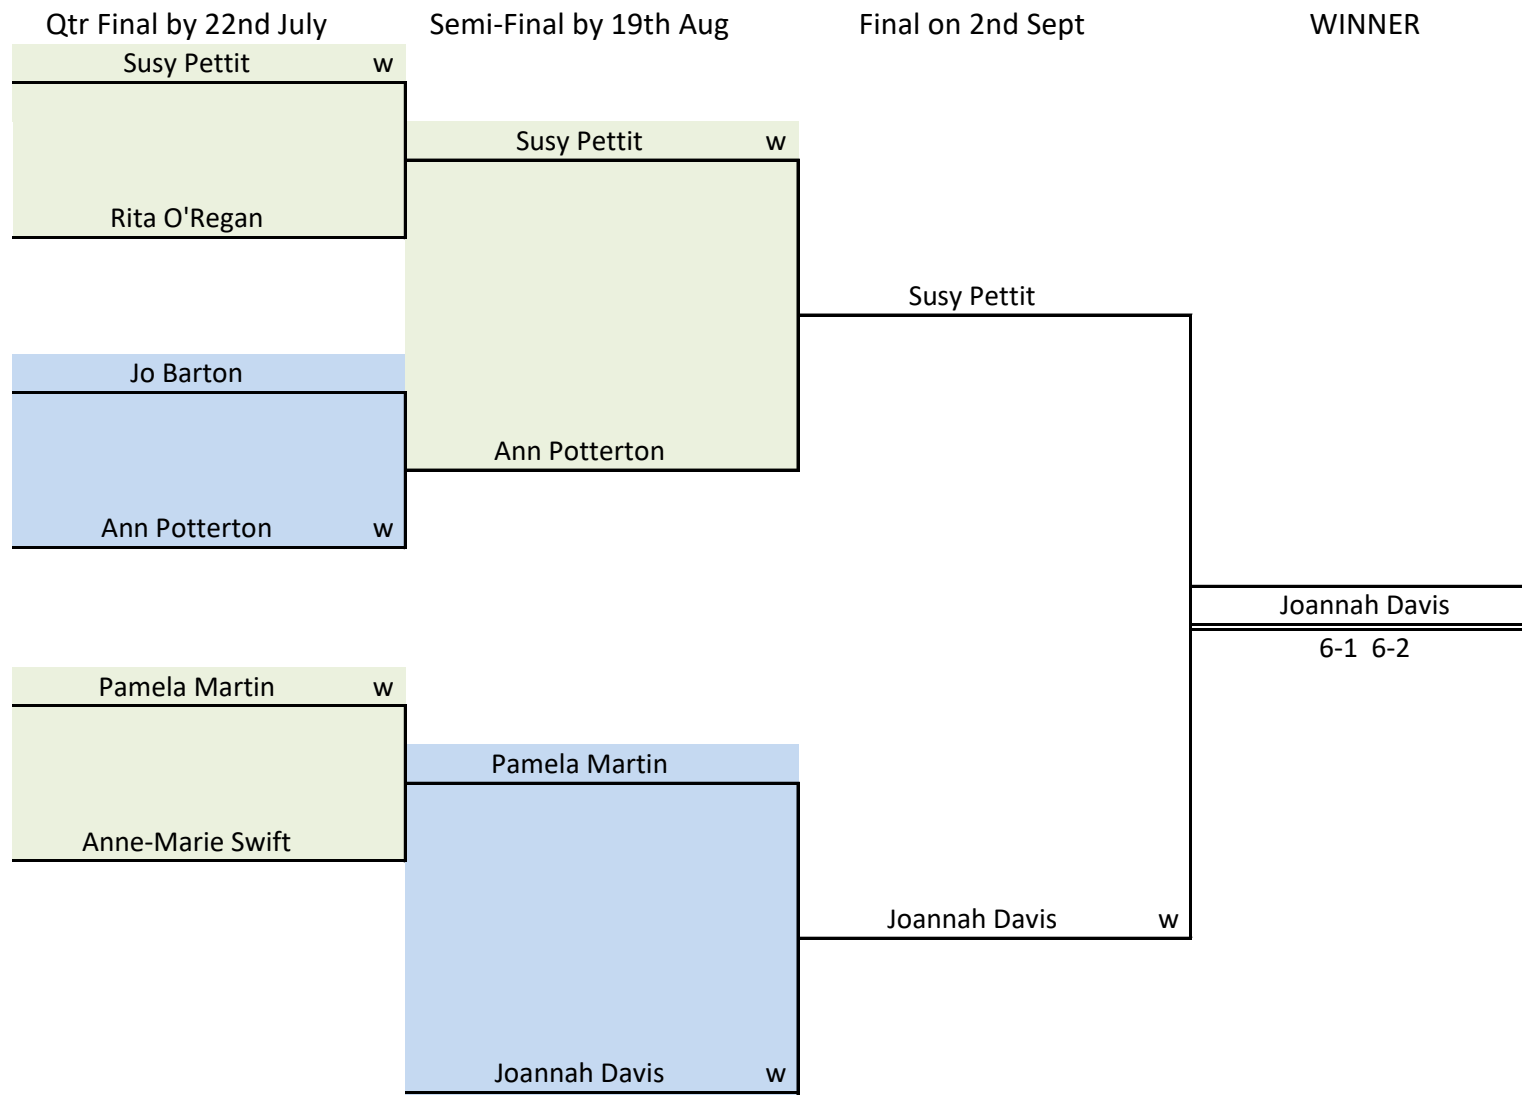 Qtr Final by 22nd July Semi-Final by 19th Aug Final on 2nd Sept WINNER
Susy Pettit w
Susy Pettit w
Rita O'Regan
Susy Pettit
Jo Barton
Ann Potterton
Ann Potterton w
Joannah Davis
6-1 6-2
Pamela Martin w
Pamela Martin
Anne-Marie Swift
Joannah Davis w
Joannah Davis w